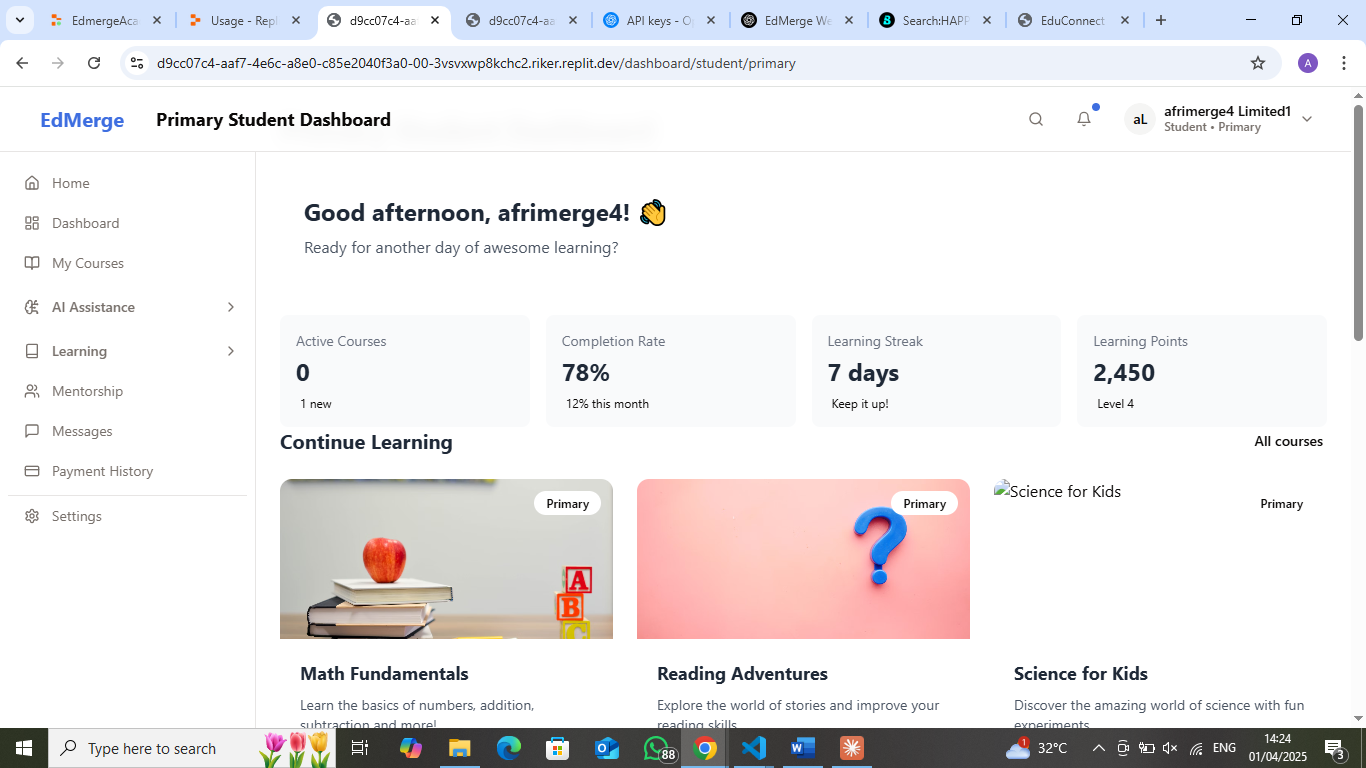 EdmergeAca
Usage - Repl
d9cc07c4-aa
d9cc07c4-aa
API keys - Op
EdMerge We
Search:HAPP
EduConnect
d9cc07c4-aaf7-4e6c-a8e0-c85e2040f3a0-00-3vsvxwp8kchc2.riker.replit.dev/dashboard/student/primary
A
EdMerge
Primary Student Dashboard
aL
afrimerge4 Limited1
Student • Primary
Home
Dashboard
My Courses
AI Assistance
Learning
Mentorship
Messages
Payment History
Settings
Good afternoon, afrimerge4! 👋
Ready for another day of awesome learning?
Active Courses
0
1 new
Completion Rate
78%
12% this month
Learning Streak
7 days
Keep it up!
Learning Points
2,450
Level 4
Continue Learning
All courses
Primary
A
B
C
Math Fundamentals
Learn the basics of numbers, addition,
subtraction and more!
Primary
?
Reading Adventures
Explore the world of stories and improve your
reading skills
Science for Kids
Primary
Science for Kids
Discover the amazing world of science with fun
experiments
Type here to search
88
1
32°C
ENG
14:24
01/04/2025
3